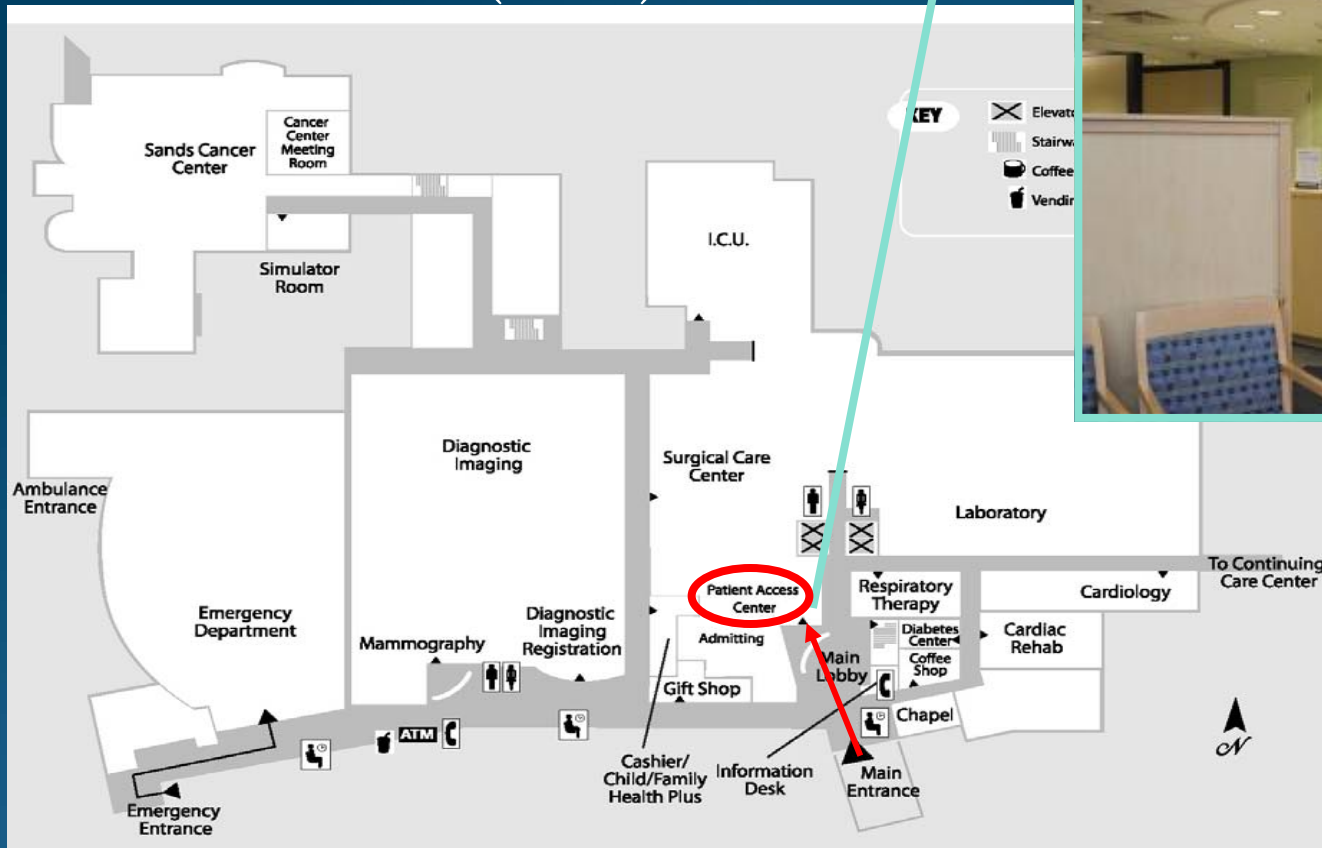 KEY
Elevato
Stairwa
Coffee
Vendin
Cancer
Center
Meeting
Room
Sands Cancer
Center
Simulator
Room
I.C.U.
Ambulance
Entrance
Diagnostic
Imaging
Surgical Care
Center
Laboratory
To Continuing
Care Center
Emergency
Department
Mammography
Diagnostic
Imaging
Registration
Patient Access
Center
Admitting
Gift Shop
Main
Lobby
Respiratory
Therapy
Diabetes
Center
Coffee
Shop
Cardiology
Cardiac
Rehab
Chapel
ATM
Cashier/
Child/Family
Health Plus
Information
Desk
Main
Entrance
Emergency
Entrance
N